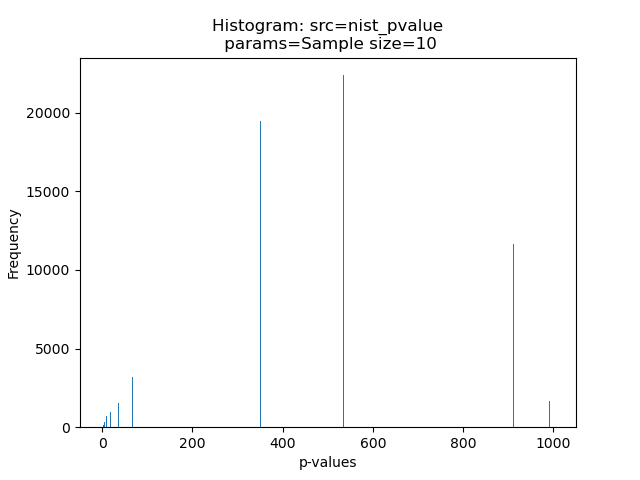 Histogram: src=nist_pvalue
params=Sample size=10
Frequency
20000
15000
10000
5000
0
0 200 400 600 800 1000
p-values